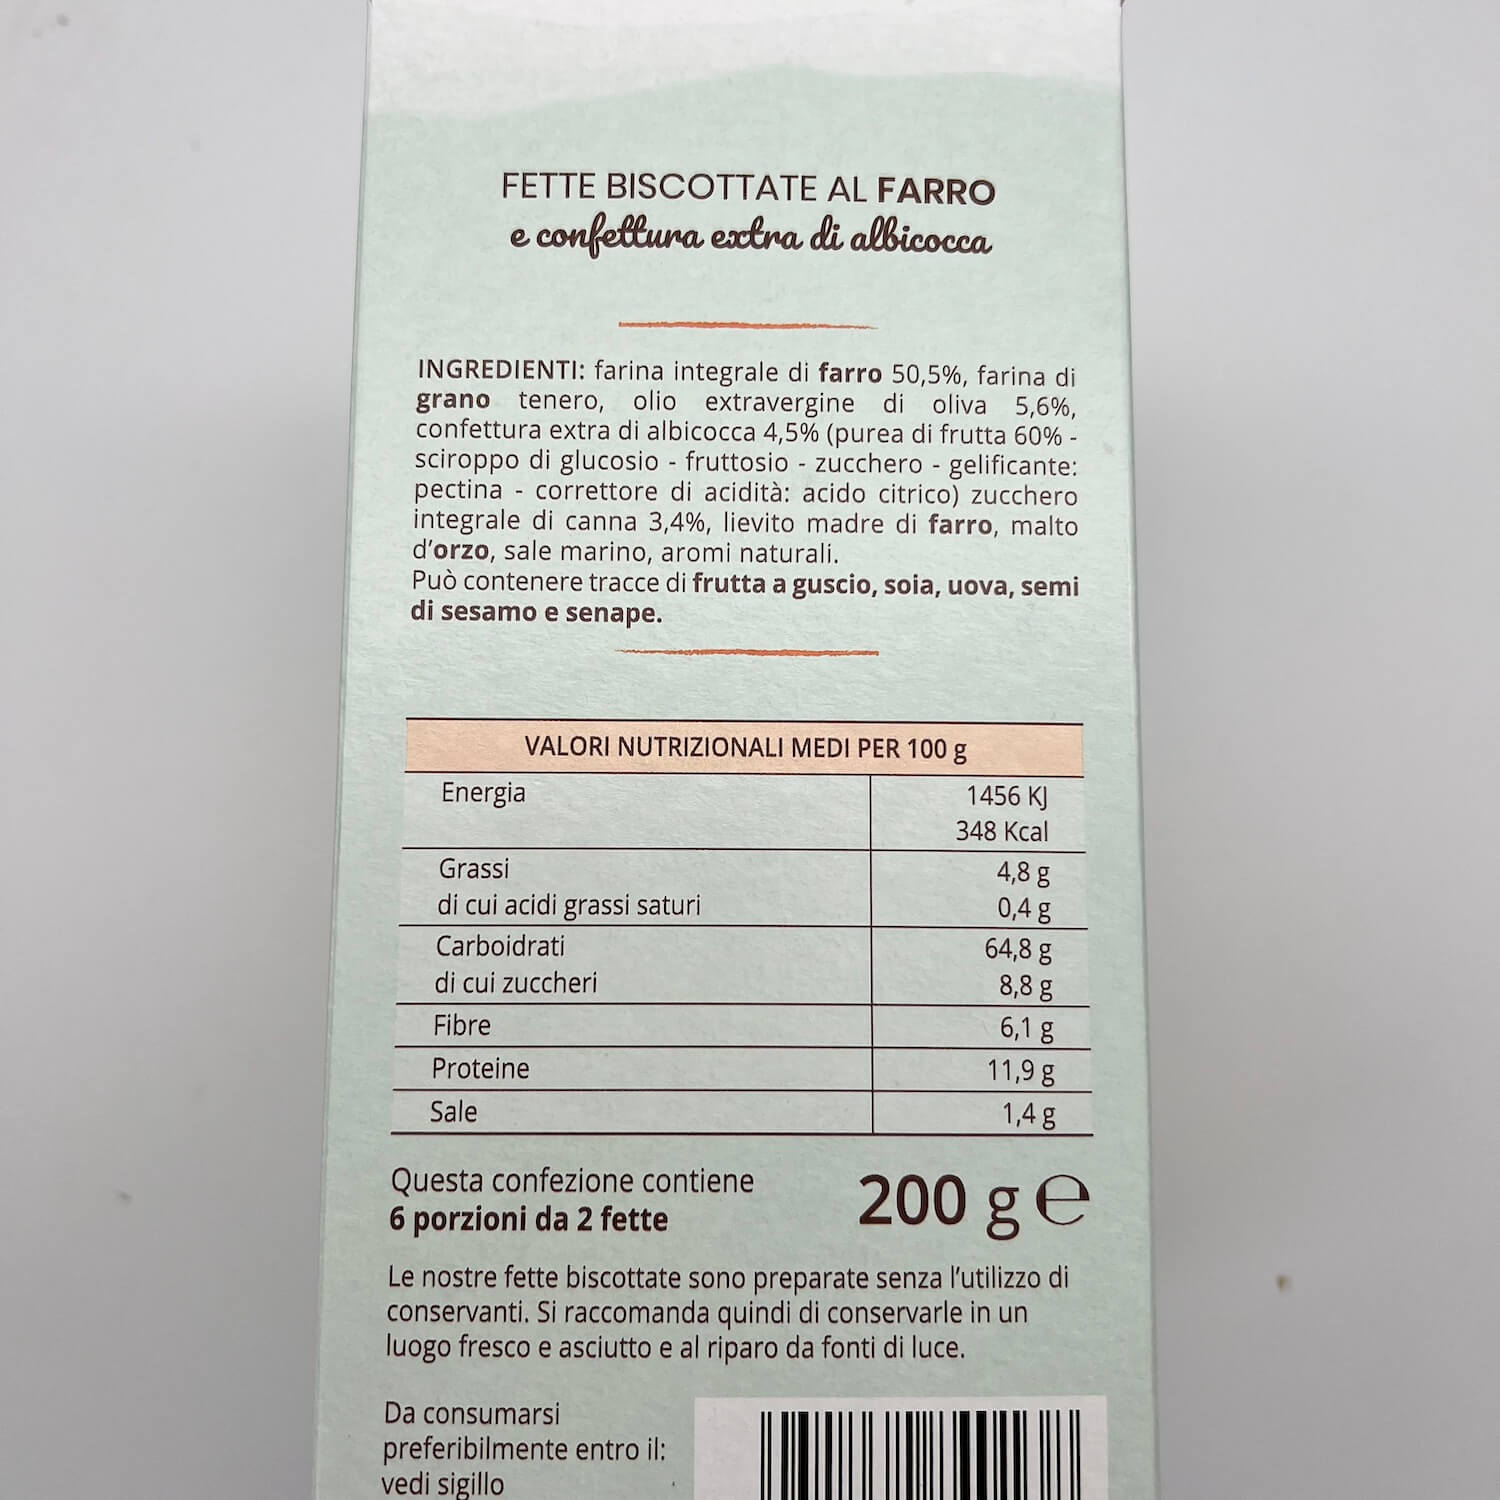 FETTE BISCOTTATE AL FARRO
e confettura extra di albicocca
INGREDIENTI: farina integrale di farro 50,5%, farina di
grano tenero, olio extravergine di oliva 5,6%,
confettura extra di albicocca 4,5% (purea di frutta 60% -
sciroppo di glucosio - fruttosio - zucchero - gelificante:
pectina - correttore di acidità: acido citrico) zucchero
integrale di canna 3,4%, lievito madre di farro, malto
d'orzo, sale marino, aromi naturali.
Può contenere tracce di frutta a guscio, soia, uova, semi
di sesamo e senape.
VALORI NUTRIZIONALI MEDI PER 100 g
Energia 1456 KJ
348 Kcal
Grassi 4,8 g
di cui acidi grassi saturi 0,4 g
Carboidrati 64,8 g
di cui zuccheri 8,8 g
Fibre 6,1 g
Proteine 11,9 g
Sale 1,4 g
Questa confezione contiene
6 porzioni da 2 fette
200 g e
Le nostre fette biscottate sono preparate senza l'utilizzo di
conservanti. Si raccomanda quindi di conservarle in un
luogo fresco e asciutto e al riparo da fonti di luce.
Da consumarsi
preferibilmente entro il:
vedi sigillo